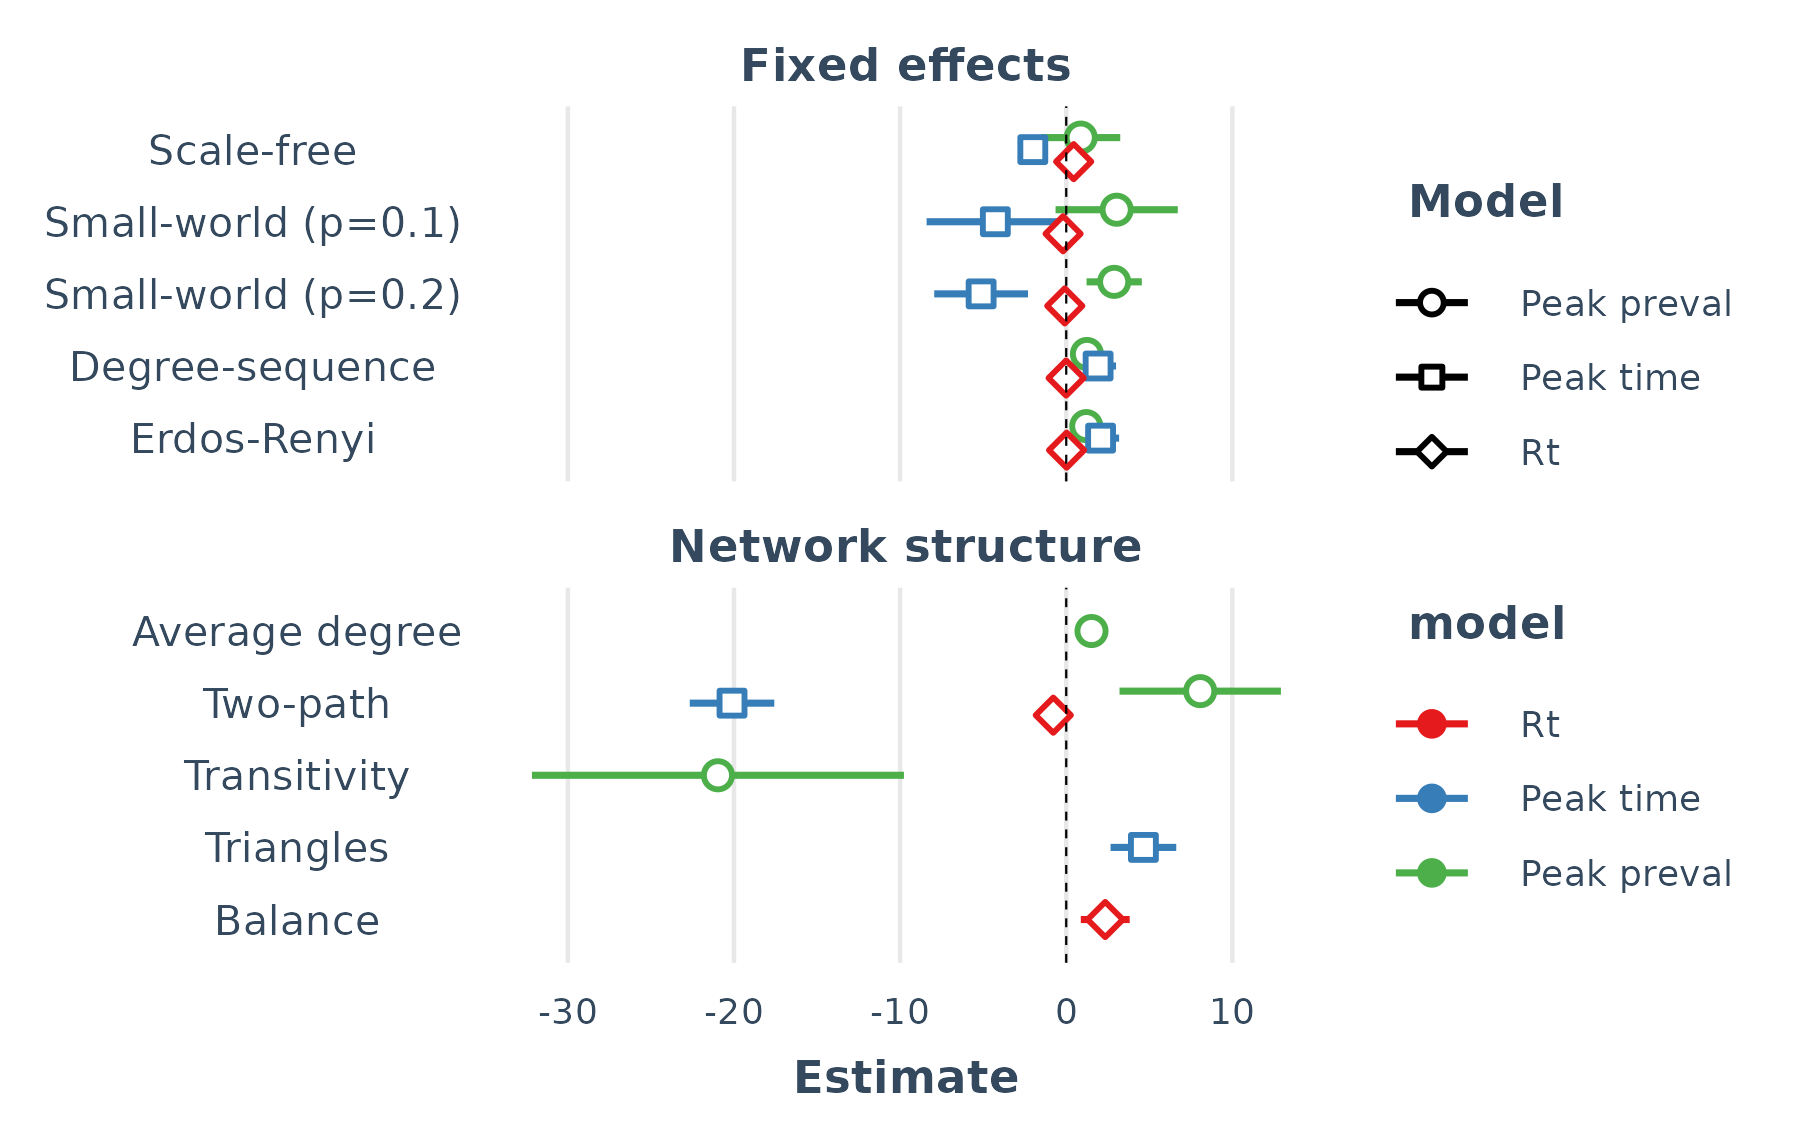 Fixed effects
Scale-free
Small-world (p=0.1)
Small-world (p=0.2)
Degree-sequence
Erdos-Renyi
Network structure
Average degree
Two-path
Transitivity
Triangles
Balance
-30 -20 -10 0 10
Estimate
Model
Peak preval
Peak time
Rt
model
Rt
Peak time
Peak preval